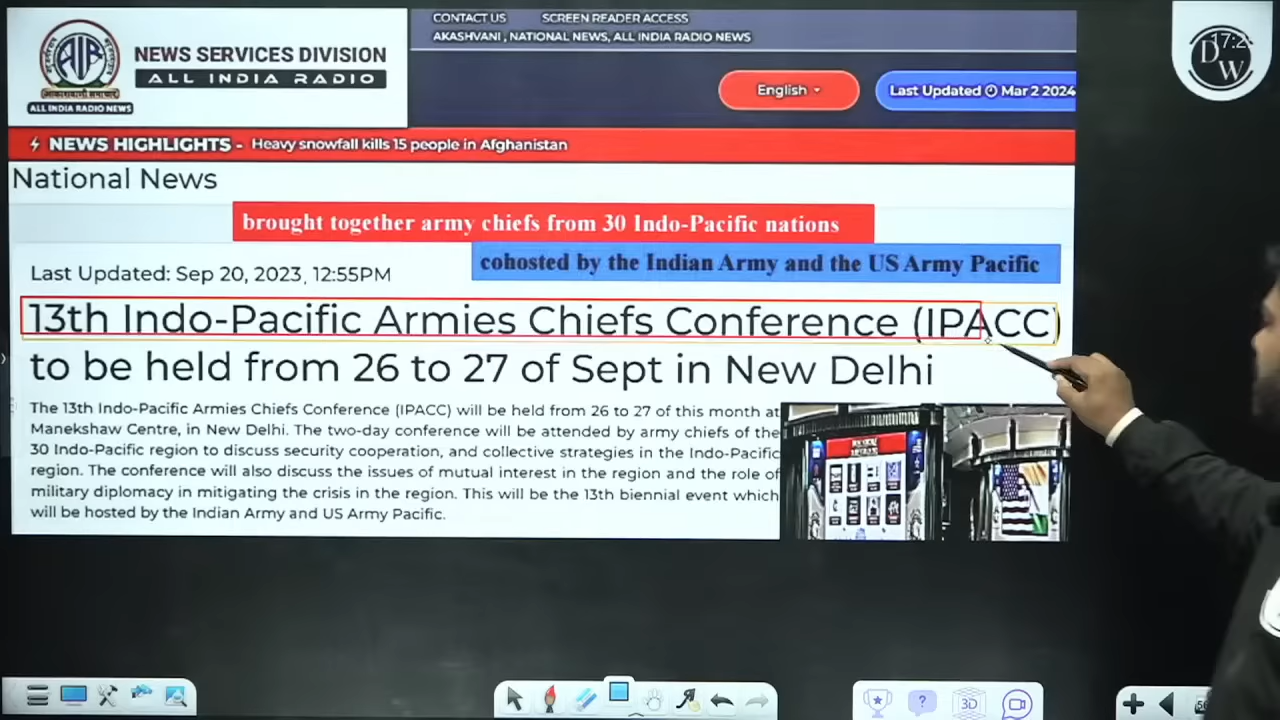 CONTACT US SCREEN READER ACCESS
AKASHVANI, NATIONAL NEWS, ALL INDIA RADIO NEWS
AIR
NEWS SERVICES DIVISION
ALL INDIA RADIO
ALL INDIA RADIO NEWS
English
Last Updated Mar 2 2024
17:2
DW
NEWS HIGHLIGHTS - Heavy snowfall kills 15 people in Afghanistan
National News
brought together army chiefs from 30 Indo-Pacific nations
cohosted by the Indian Army and the US Army Pacific
Last Updated: Sep 20, 2023, 12:55PM
13th Indo-Pacific Armies Chiefs Conference (IPACC)
to be held from 26 to 27 of Sept in New Delhi
The 13th Indo-Pacific Armies Chiefs Conference (IPACC) will be held from 26 to 27 of this month at
Manekshaw Centre, in New Delhi. The two-day conference will be attended by army chiefs of the
30 Indo-Pacific region to discuss security cooperation, and collective strategies in the Indo-Pacific
region. The conference will also discuss the issues of mutual interest in the region and the role of
military diplomacy in mitigating the crisis in the region. This will be the 13th biennial event which
will be hosted by the Indian Army and US Army Pacific.
3D